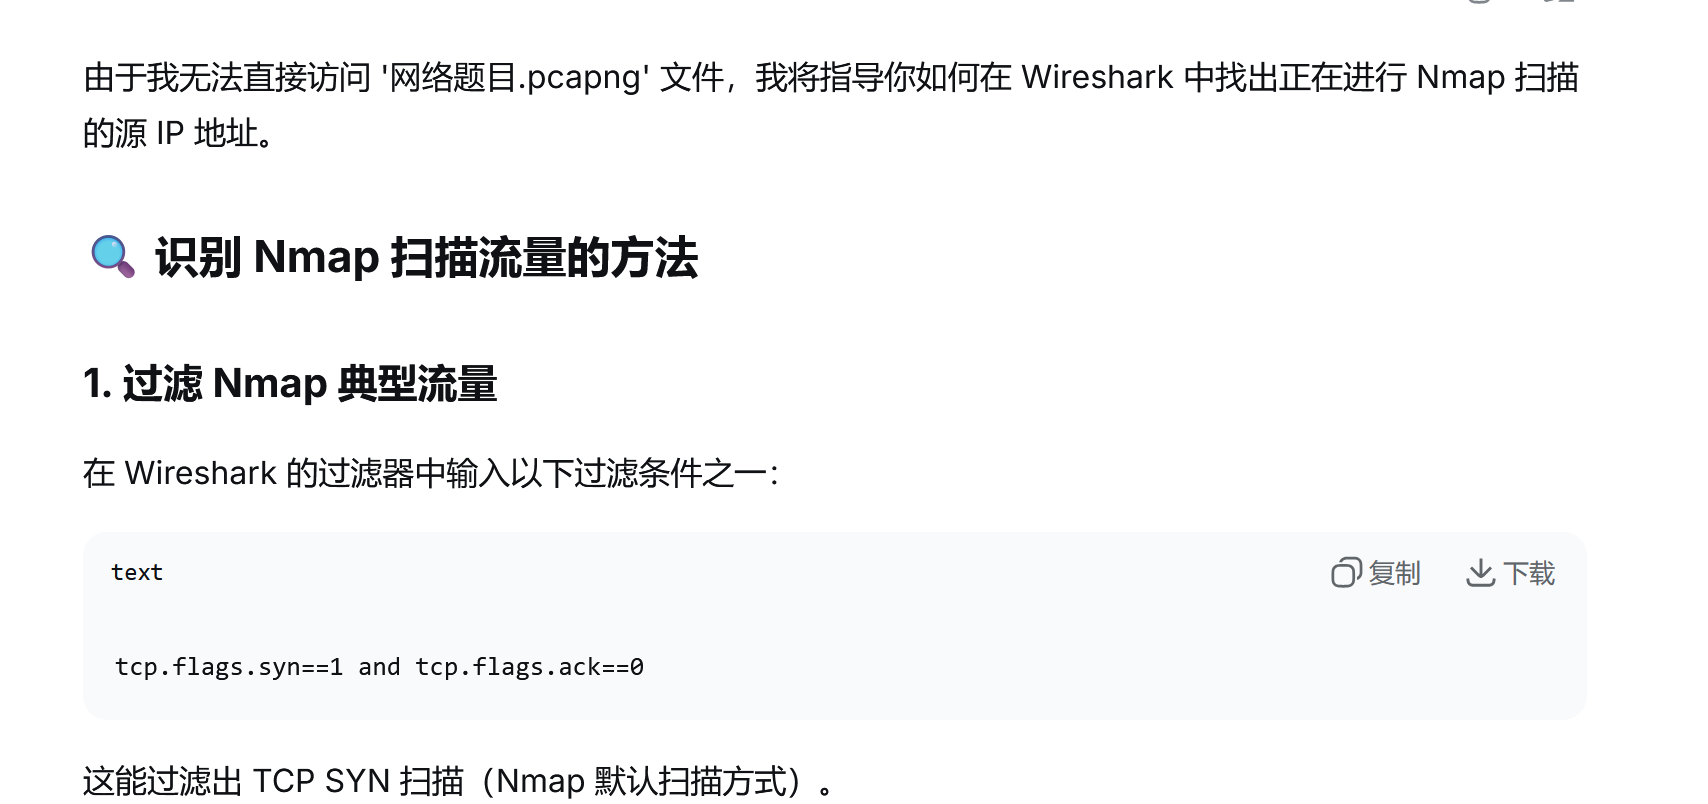 由于我无法直接访问 '网络题目.pcapng' 文件，我将指导你如何在 Wireshark 中找出正在进行 Nmap 扫描
的源 IP 地址。
识别 Nmap 扫描流量的方法
1. 过滤 Nmap 典型流量
在 Wireshark 的过滤器中输入以下过滤条件之一：
text
复制 下载
tcp.flags.syn==1 and tcp.flags.ack==0
这能过滤出 TCP SYN 扫描（Nmap 默认扫描方式）。